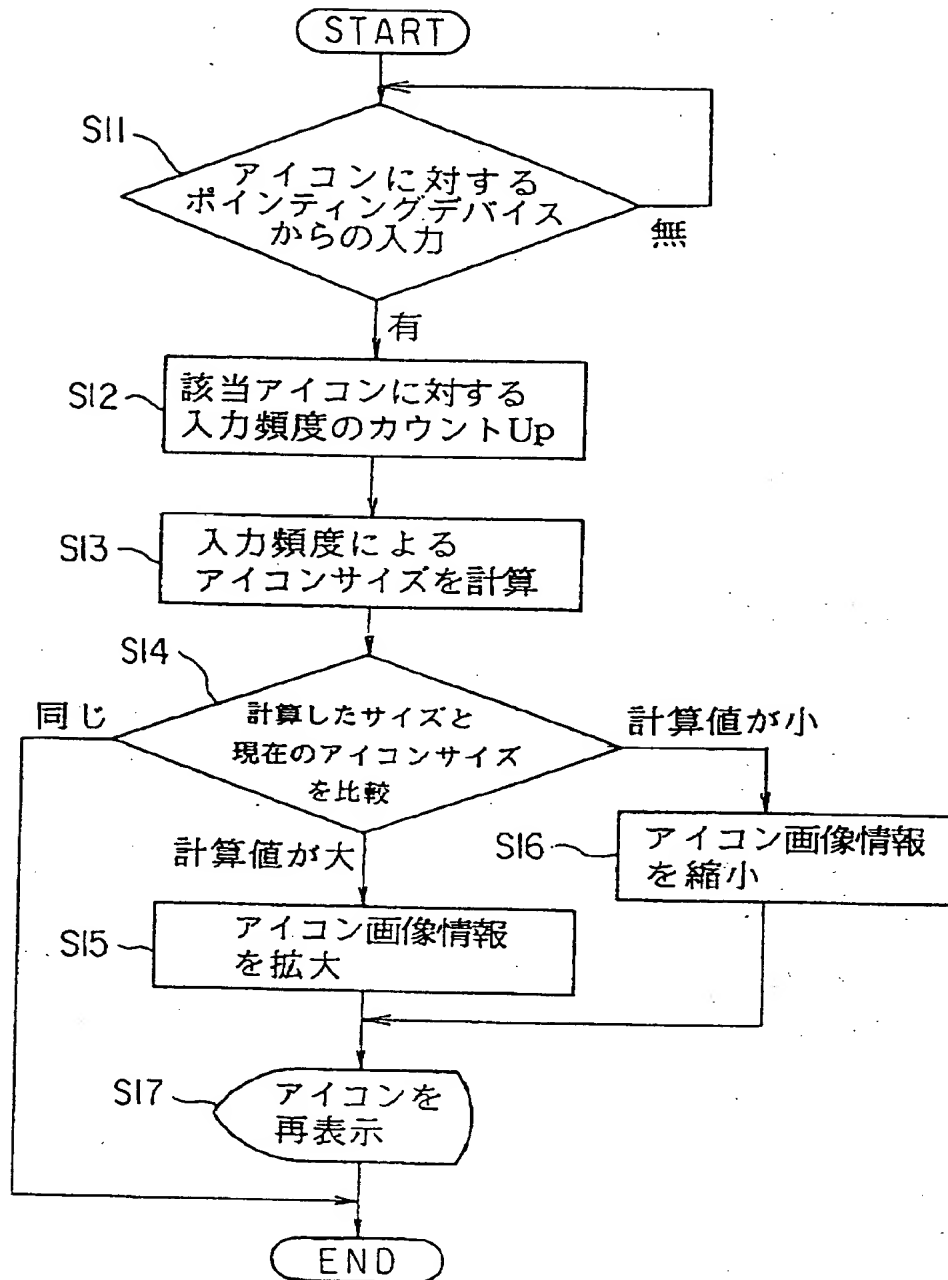 START
S11
アイコンに対する
ポインティングデバイス
からの入力
無
有
S12
該当アイコンに対する
入力頻度のカウントUp
S13
入力頻度による
アイコンサイズを計算
S14
同じ
計算したサイズと
現在のアイコンサイズ
を比較
計算値が小
計算値が大
S16
アイコン画像情報
を縮小
S15
アイコン画像情報
を拡大
S17
アイコンを
再表示
END